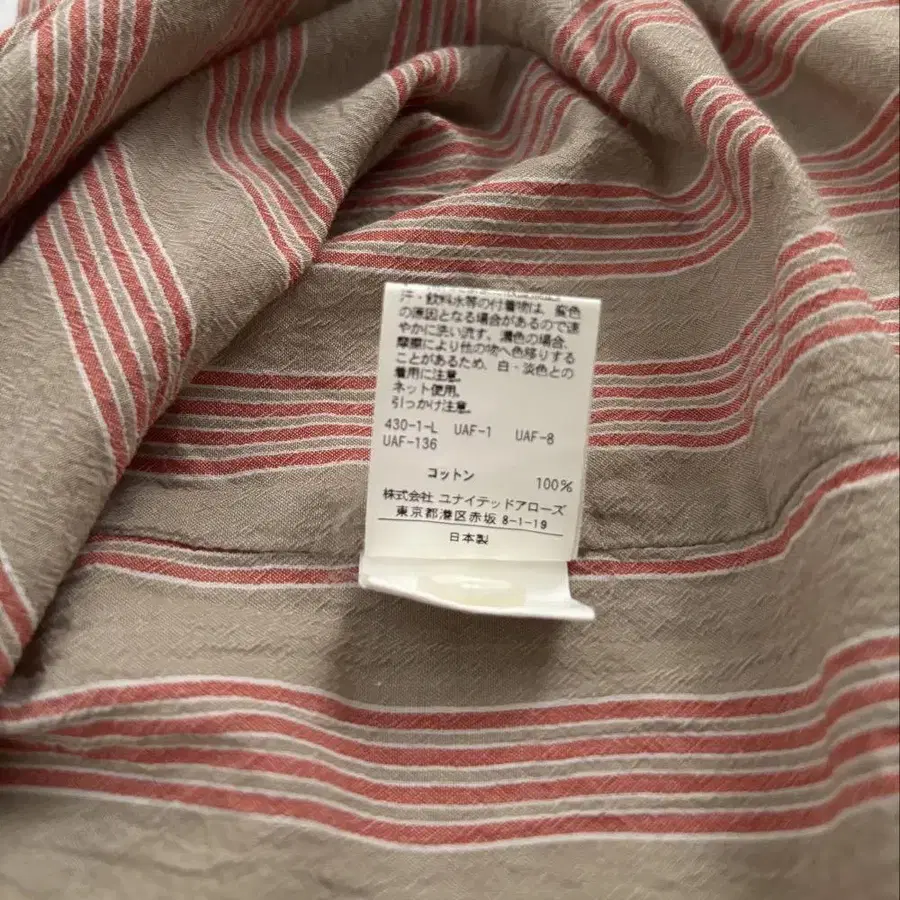 汗・飲料水等の付着物は、変色
の原因となる場合があるので速
やかに洗い流す。濃色の場合、
摩擦により他の物へ色移りする
ことがあるため、白・淡色との
着用に注意。
ネット使用。
引っかけ注意。
430-1-L UAF-1 UAF-8
UAF-136
コットン 100%
株式会社 ユナイテッドアローズ
東京都港区赤坂 8-1-19
日本製